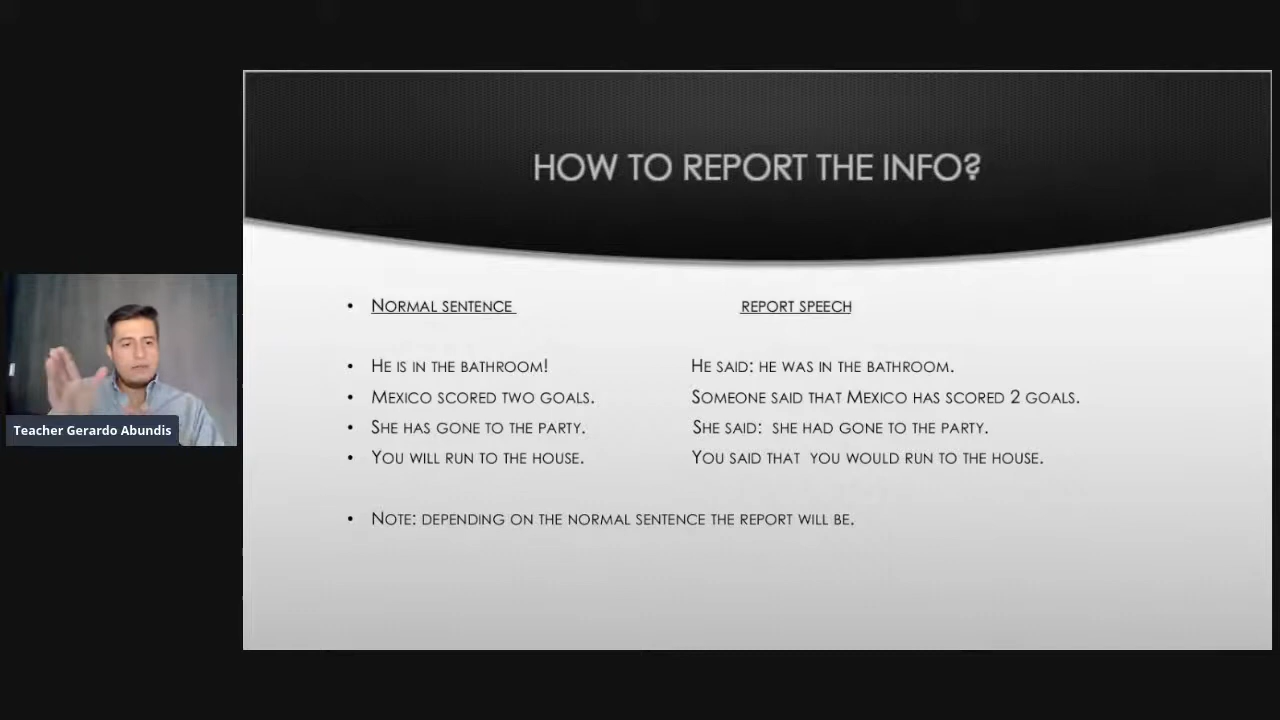 HOW TO REPORT THE INFO?
• NORMAL SENTENCE REPORT SPEECH
• HE IS IN THE BATHROOM! HE SAID: HE WAS IN THE BATHROOM.
• MEXICO SCORED TWO GOALS. SOMEONE SAID THAT MEXICO HAS SCORED 2 GOALS.
• SHE HAS GONE TO THE PARTY. SHE SAID: SHE HAD GONE TO THE PARTY.
• YOU WILL RUN TO THE HOUSE. YOU SAID THAT YOU WOULD RUN TO THE HOUSE.
• NOTE: DEPENDING ON THE NORMAL SENTENCE THE REPORT WILL BE.
Teacher Gerardo Abundis